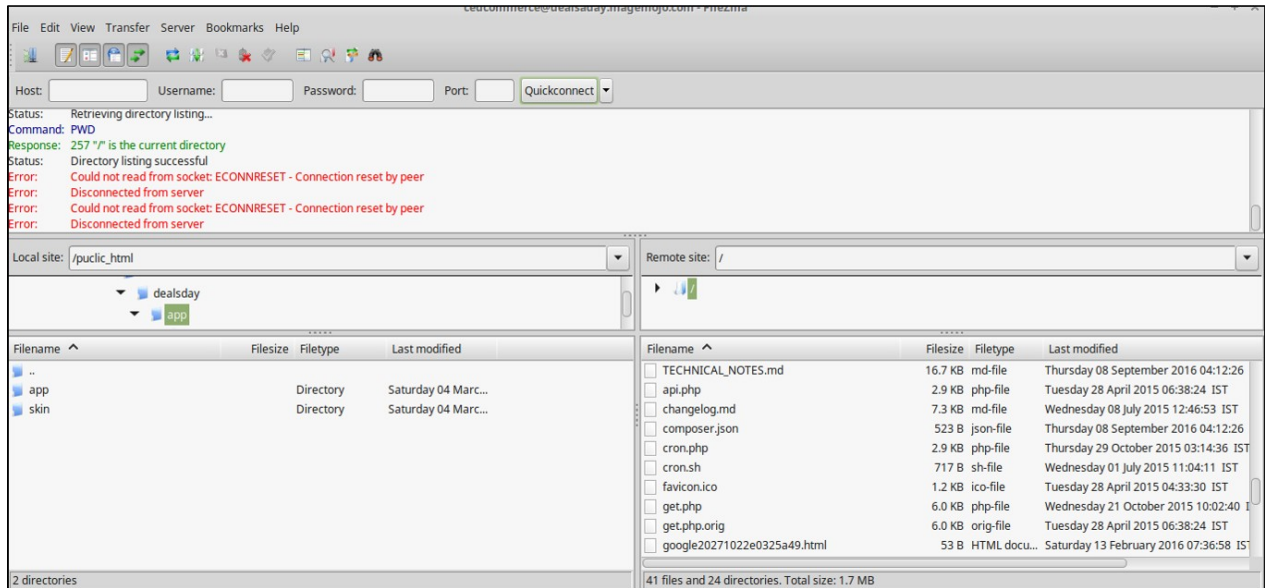 cedcommerce@dealsaday.magemojo.com - FileZilla
File Edit View Transfer Server Bookmarks Help
Host: Username: Password: Port: Quickconnect
Status: Retrieving directory listing...
Command: PWD
Response: 257 "/" is the current directory
Status: Directory listing successful
Error: Could not read from socket: ECONNRESET - Connection reset by peer
Error: Disconnected from server
Error: Could not read from socket: ECONNRESET - Connection reset by peer
Error: Disconnected from server
Local site: /puclic_html
dealsday
app
Filename Filesize Filetype Last modified
..
app Directory Saturday 04 Marc...
skin Directory Saturday 04 Marc...
2 directories
Remote site: /
/
Filename Filesize Filetype Last modified
TECHNICAL_NOTES.md 16.7 KB md-file Thursday 08 September 2016 04:12:26
api.php 2.9 KB php-file Tuesday 28 April 2015 06:38:24 IST
changelog.md 7.3 KB md-file Wednesday 08 July 2015 12:46:53 IST
composer.json 523 B json-file Thursday 08 September 2016 04:12:26
cron.php 2.9 KB php-file Thursday 29 October 2015 03:14:36 IST
cron.sh 717 B sh-file Wednesday 01 July 2015 11:04:11 IST
favicon.ico 1.2 KB ico-file Tuesday 28 April 2015 04:33:30 IST
get.php 6.0 KB php-file Wednesday 21 October 2015 10:02:40 I
get.php.orig 6.0 KB orig-file Tuesday 28 April 2015 06:38:24 IST
google20271022e0325a49.html 53 B HTML docu... Saturday 13 February 2016 07:36:58 IST
41 files and 24 directories. Total size: 1.7 MB